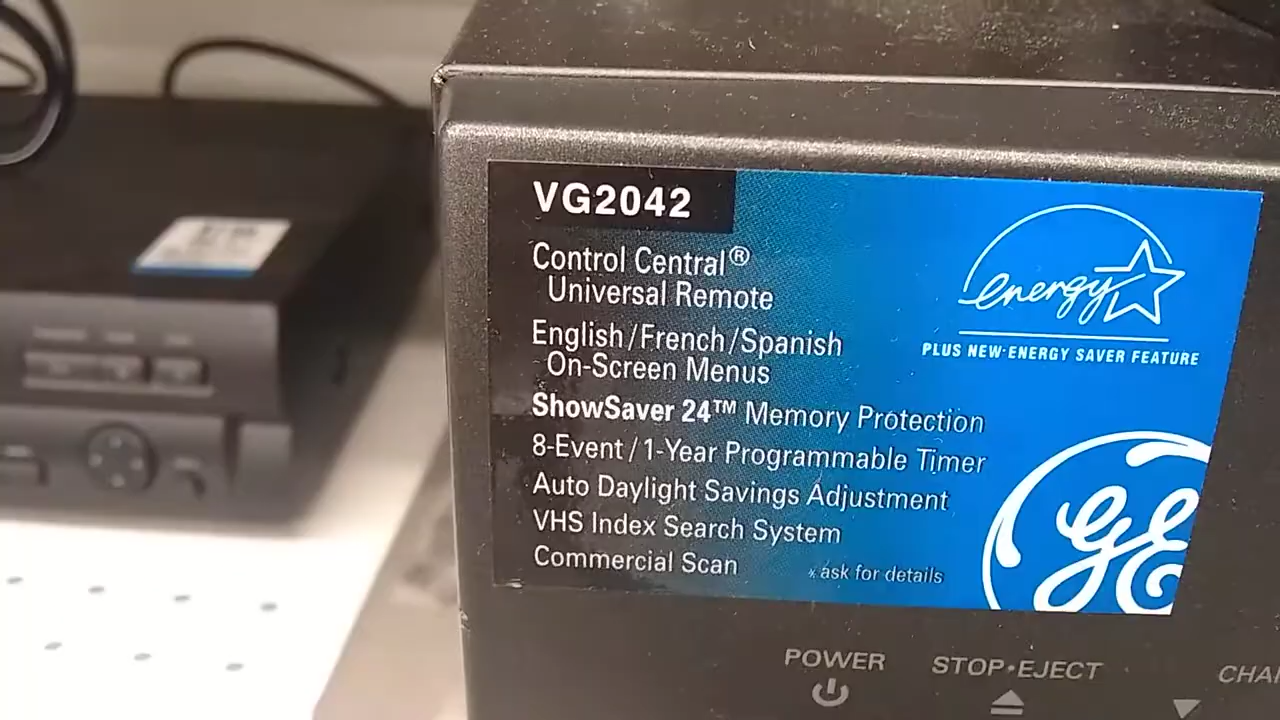 VG2042
Control Central®
Universal Remote
English/French/Spanish
On-Screen Menus
ShowSaver 24™ Memory Protection
8-Event/1-Year Programmable Timer
Auto Daylight Savings Adjustment
VHS Index Search System
Commercial Scan
* ask for details
energy
PLUS NEW·ENERGY SAVER FEATURE
GE
POWER
STOP•EJECT